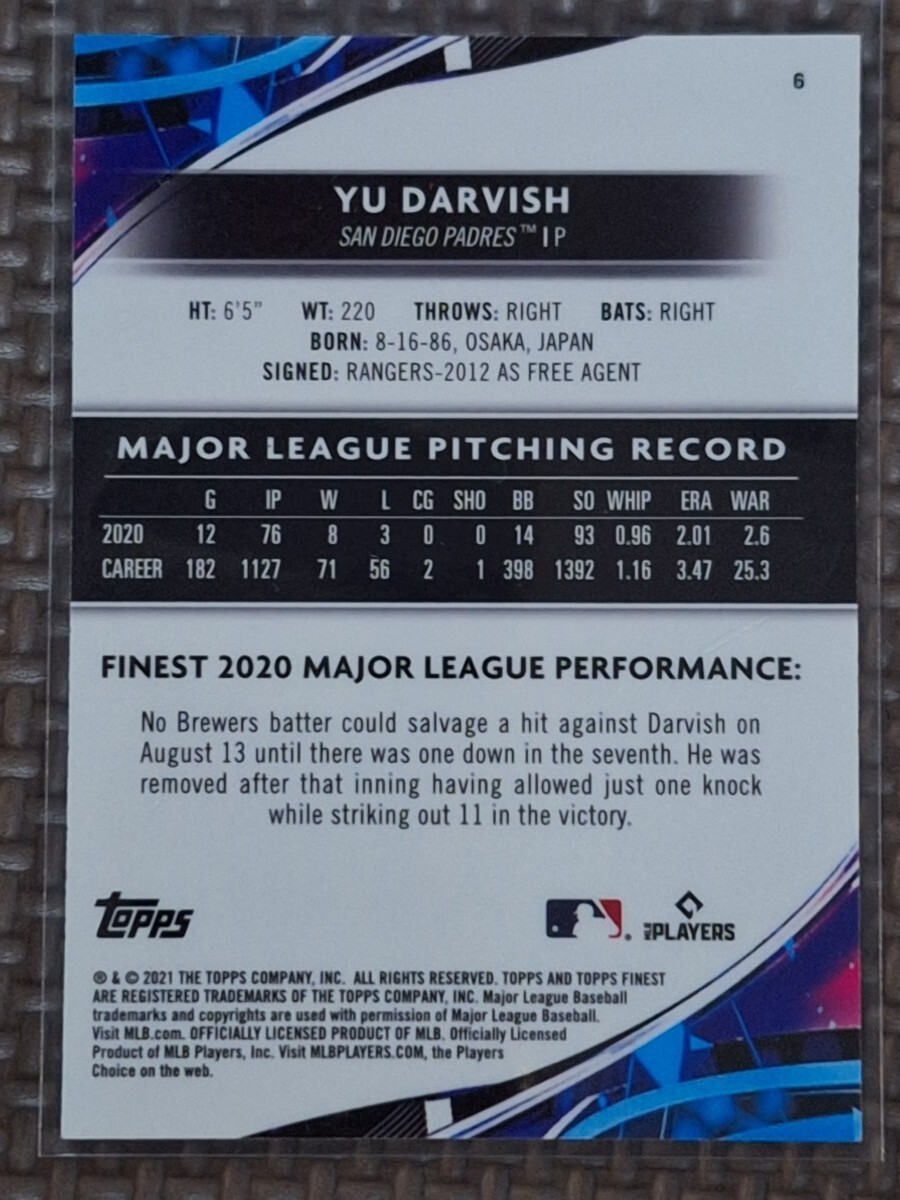 6
YU DARVISH
SAN DIEGO PADRES™ | P
HT: 6'5" WT: 220 THROWS: RIGHT BATS: RIGHT
BORN: 8-16-86, OSAKA, JAPAN
SIGNED: RANGERS-2012 AS FREE AGENT
MAJOR LEAGUE PITCHING RECORD
G IP W L CG SHO BB SO WHIP ERA WAR
2020 12 76 8 3 0 0 14 93 0.96 2.01 2.6
CAREER 182 1127 71 56 2 1 398 1392 1.16 3.47 25.3
FINEST 2020 MAJOR LEAGUE PERFORMANCE:
No Brewers batter could salvage a hit against Darvish on
August 13 until there was one down in the seventh. He was
removed after that inning having allowed just one knock
while striking out 11 in the victory.
Topps
MLB PLAYERS
® & © 2021 THE TOPPS COMPANY, INC. ALL RIGHTS RESERVED. TOPPS AND TOPPS FINEST
ARE REGISTERED TRADEMARKS OF THE TOPPS COMPANY, INC. Major League Baseball
trademarks and copyrights are used with permission of Major League Baseball.
Visit MLB.com. OFFICIALLY LICENSED PRODUCT OF MLB. Officially Licensed
Product of MLB Players, Inc. Visit MLBPLAYERS.COM, the Players
Choice on the web.